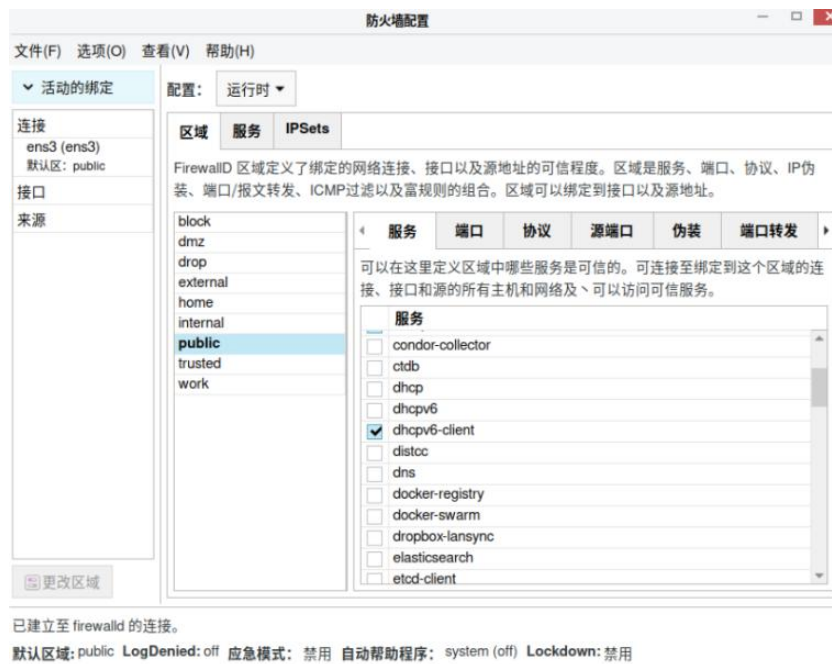 防火墙配置
文件(F) 选项(O) 查看(V) 帮助(H)
活动的绑定
连接
ens3 (ens3)
默认区：public
接口
来源
更改区域
配置： 运行时
区域 服务 IPSets
FirewallD 区域定义了绑定的网络连接、接口以及源地址的可信程度。区域是服务、端口、协议、IP伪
装、端口/报文转发、ICMP过滤以及富规则的组合。区域可以绑定到接口以及源地址。
block
dmz
drop
external
home
internal
public
trusted
work
服务 端口 协议 源端口 伪装 端口转发
可以在这里定义区域中哪些服务是可信的。可连接至绑定到这个区域的连
接、接口和源的所有主机和网络及丶可以访问可信服务。
服务
condor-collector
ctdb
dhcp
dhcpv6
dhcpv6-client
distcc
dns
docker-registry
docker-swarm
dropbox-lansync
elasticsearch
etcd-client
已建立至 firewalld 的连接。
默认区域: public LogDenied: off 应急模式： 禁用 自动帮助程序： system (off) Lockdown: 禁用